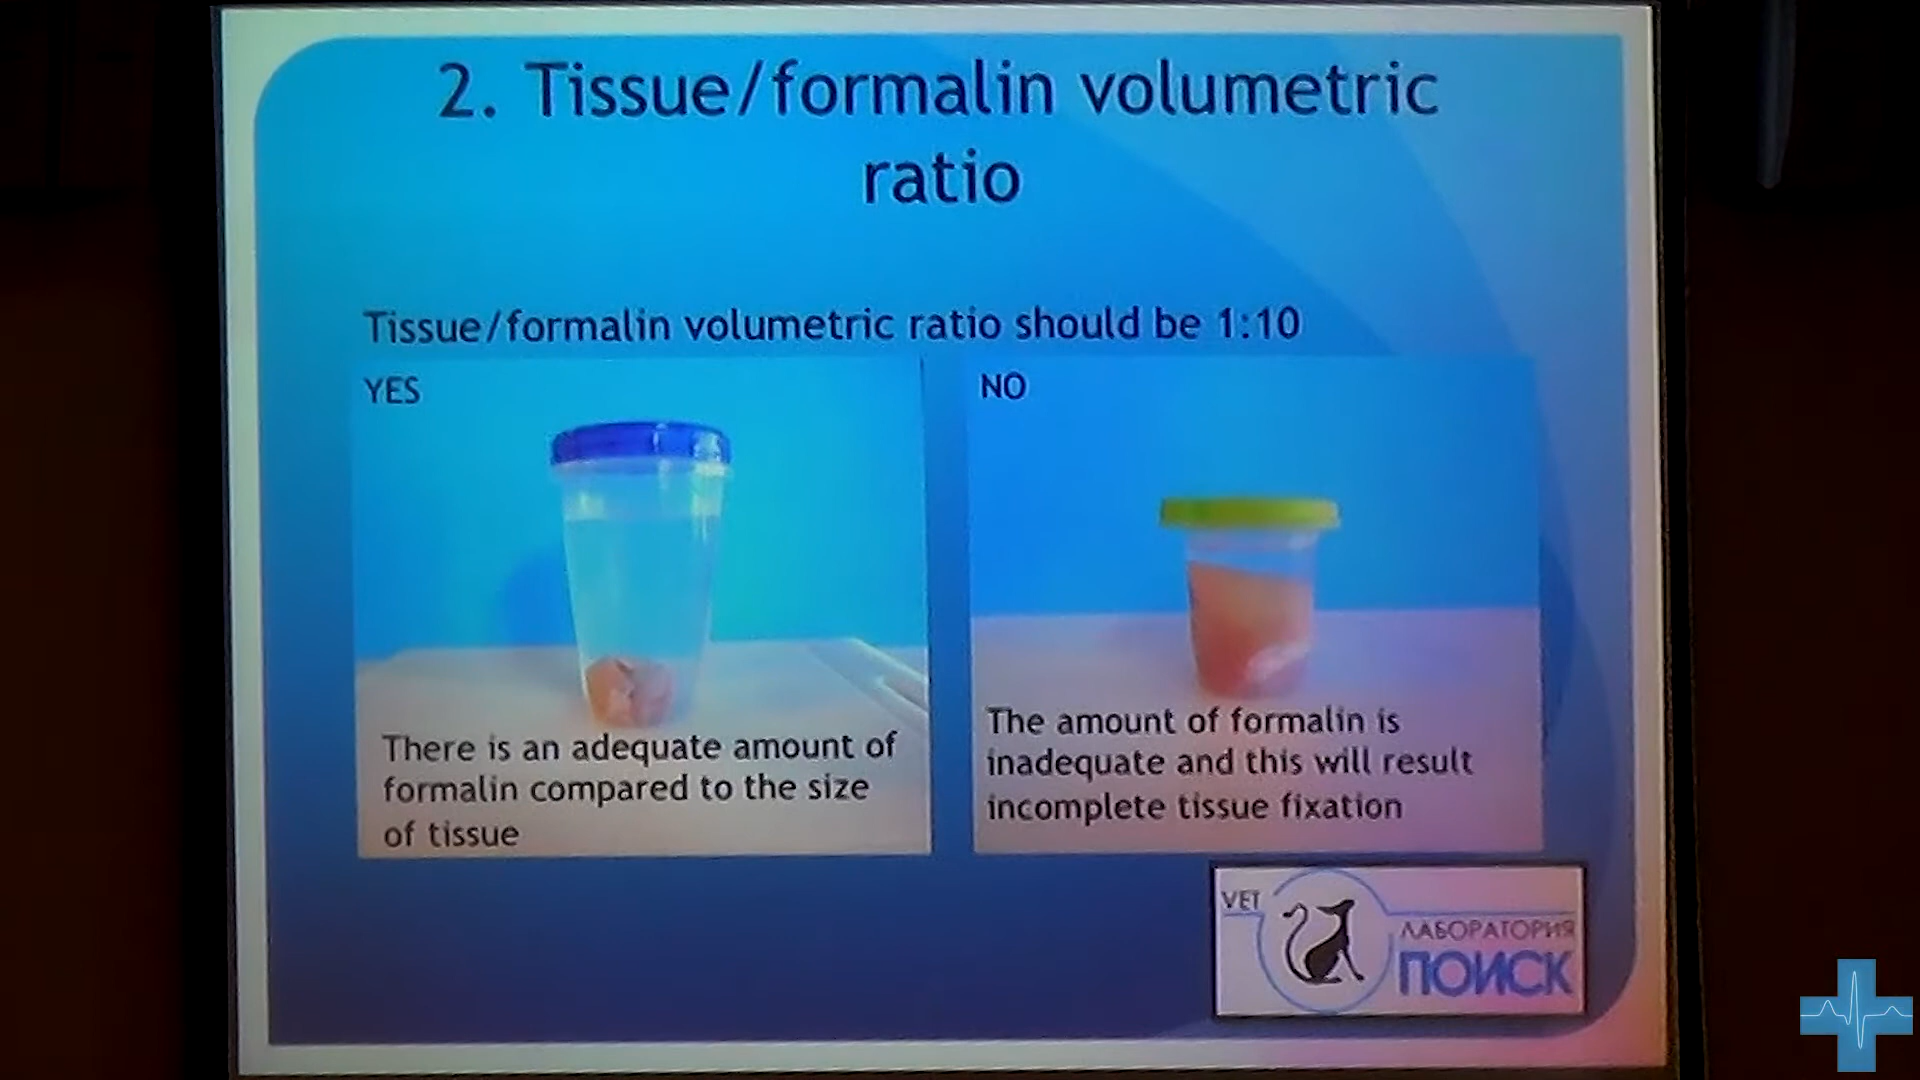 2. Tissue/formalin volumetric
ratio
Tissue/formalin volumetric ratio should be 1:10
YES
There is an adequate amount of
formalin compared to the size
of tissue
NO
The amount of formalin is
inadequate and this will result
incomplete tissue fixation
VET
ЛАБОРАТОРИЯ
ПОИСК